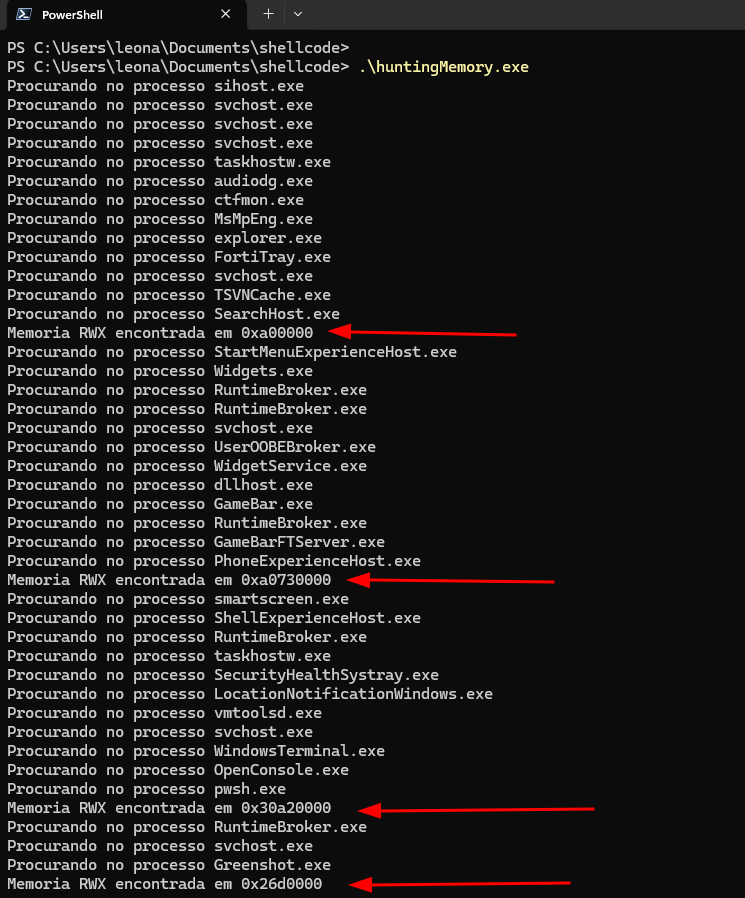 PowerShell
PS C:\Users\leona\Documents\shellcode>
PS C:\Users\leona\Documents\shellcode> .\huntingMemory.exe
Procurando no processo sihost.exe
Procurando no processo svchost.exe
Procurando no processo svchost.exe
Procurando no processo svchost.exe
Procurando no processo taskhostw.exe
Procurando no processo audiodg.exe
Procurando no processo ctfmon.exe
Procurando no processo MsMpEng.exe
Procurando no processo explorer.exe
Procurando no processo FortiTray.exe
Procurando no processo svchost.exe
Procurando no processo TSVNCache.exe
Procurando no processo SearchHost.exe
Memoria RWX encontrada em 0xa00000
Procurando no processo StartMenuExperienceHost.exe
Procurando no processo Widgets.exe
Procurando no processo RuntimeBroker.exe
Procurando no processo RuntimeBroker.exe
Procurando no processo svchost.exe
Procurando no processo UserOOBEBroker.exe
Procurando no processo WidgetService.exe
Procurando no processo dllhost.exe
Procurando no processo GameBar.exe
Procurando no processo RuntimeBroker.exe
Procurando no processo GameBarFTServer.exe
Procurando no processo PhoneExperienceHost.exe
Memoria RWX encontrada em 0xa0730000
Procurando no processo smartscreen.exe
Procurando no processo ShellExperienceHost.exe
Procurando no processo RuntimeBroker.exe
Procurando no processo taskhostw.exe
Procurando no processo SecurityHealthSystray.exe
Procurando no processo LocationNotificationWindows.exe
Procurando no processo vmtoolsd.exe
Procurando no processo svchost.exe
Procurando no processo WindowsTerminal.exe
Procurando no processo OpenConsole.exe
Procurando no processo pwsh.exe
Memoria RWX encontrada em 0x30a20000
Procurando no processo RuntimeBroker.exe
Procurando no processo svchost.exe
Procurando no processo Greenshot.exe
Memoria RWX encontrada em 0x26d0000